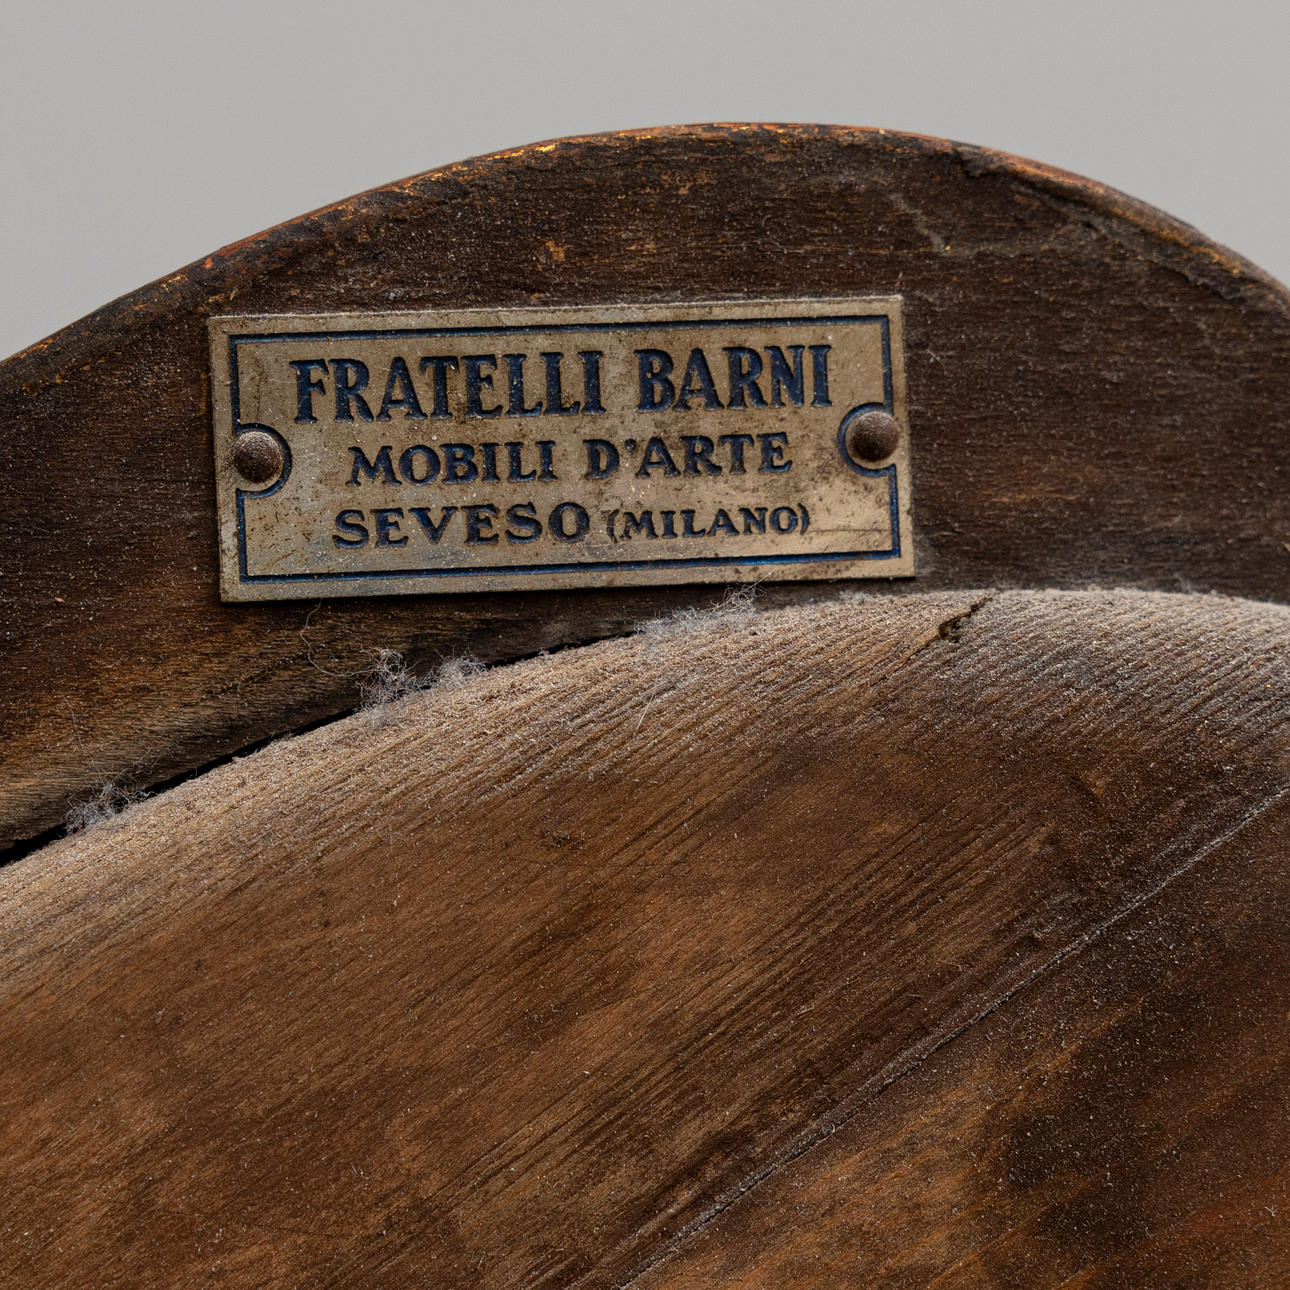 FRATELLI BARNI
MOBILI D'ARTE
SEVESO (MILANO)